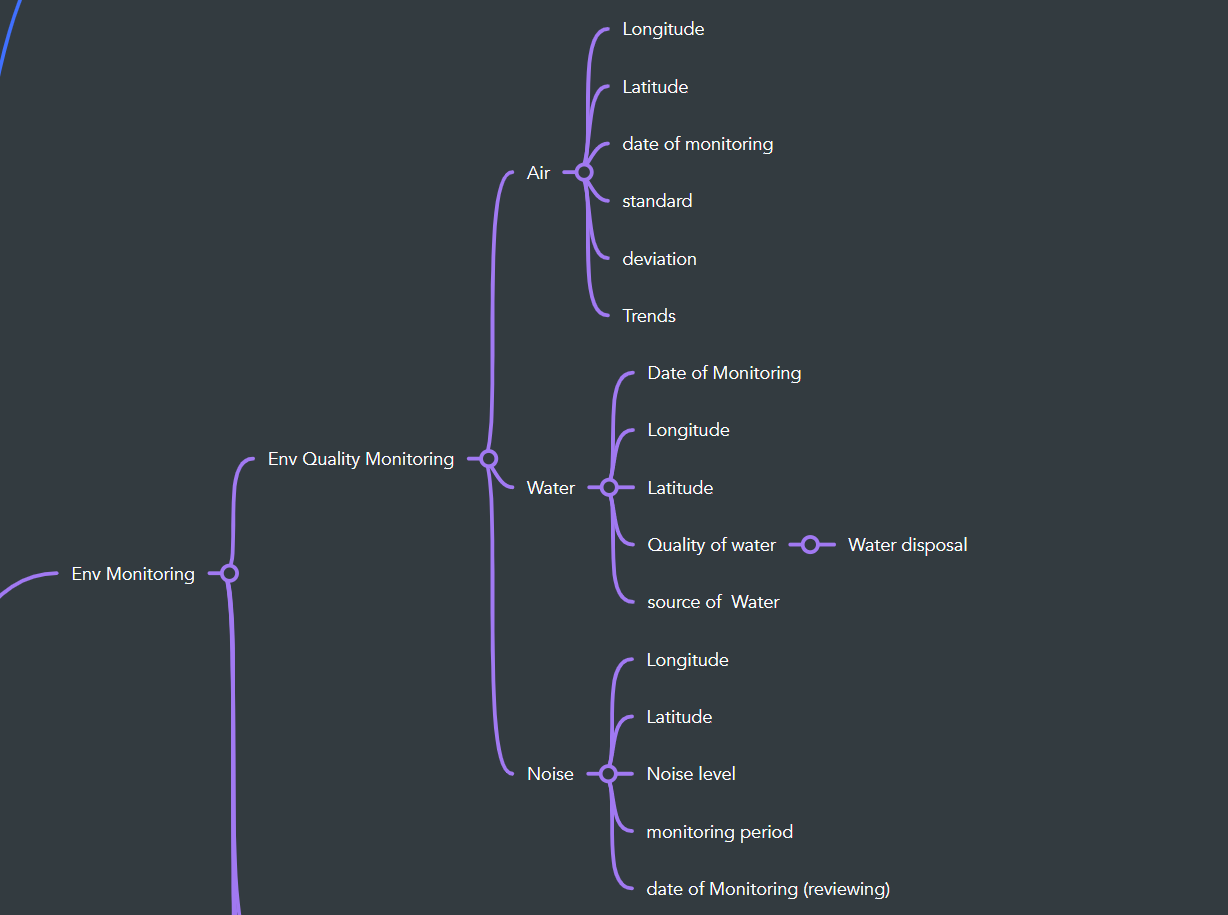 Longitude
Latitude
date of monitoring
Air
standard
deviation
Trends
Date of Monitoring
Longitude
Env Quality Monitoring
Water
Latitude
Quality of water
Water disposal
Env Monitoring
source of  Water
Longitude
Latitude
Noise
Noise level
monitoring period
date of Monitoring (reviewing)